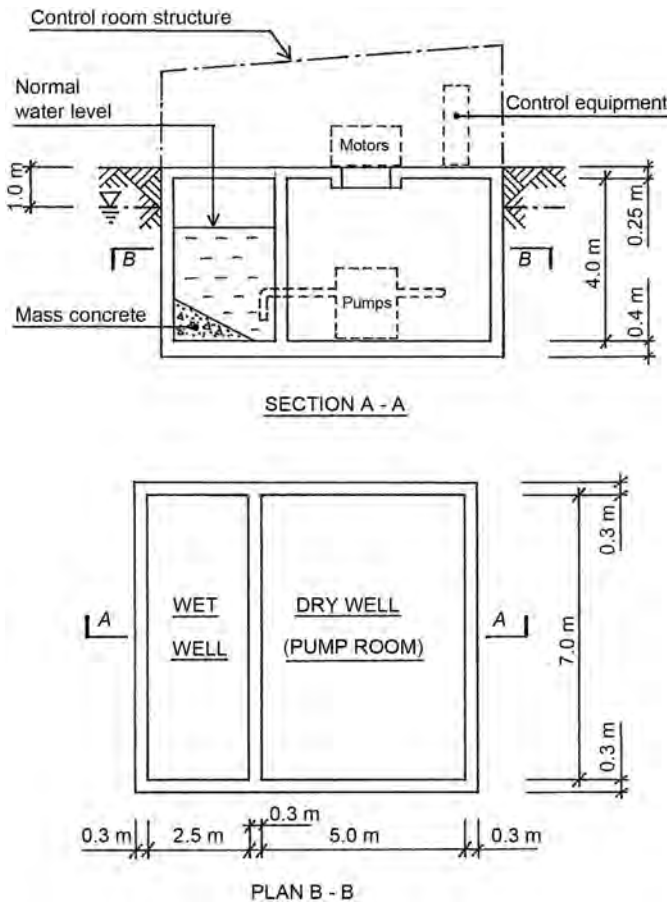 Control room structure
Normal
water level
Control equipment
Motors
1.0 m
0.25 m
B
B
4.0 m
Pumps
Mass concrete
0.4 m
SECTION A - A
0.3 m
WET
WELL
DRY WELL
(PUMP ROOM)
A
A
7.0 m
0.3 m
0.3 m
0.3 m
2.5 m
5.0 m
0.3 m
PLAN B - B